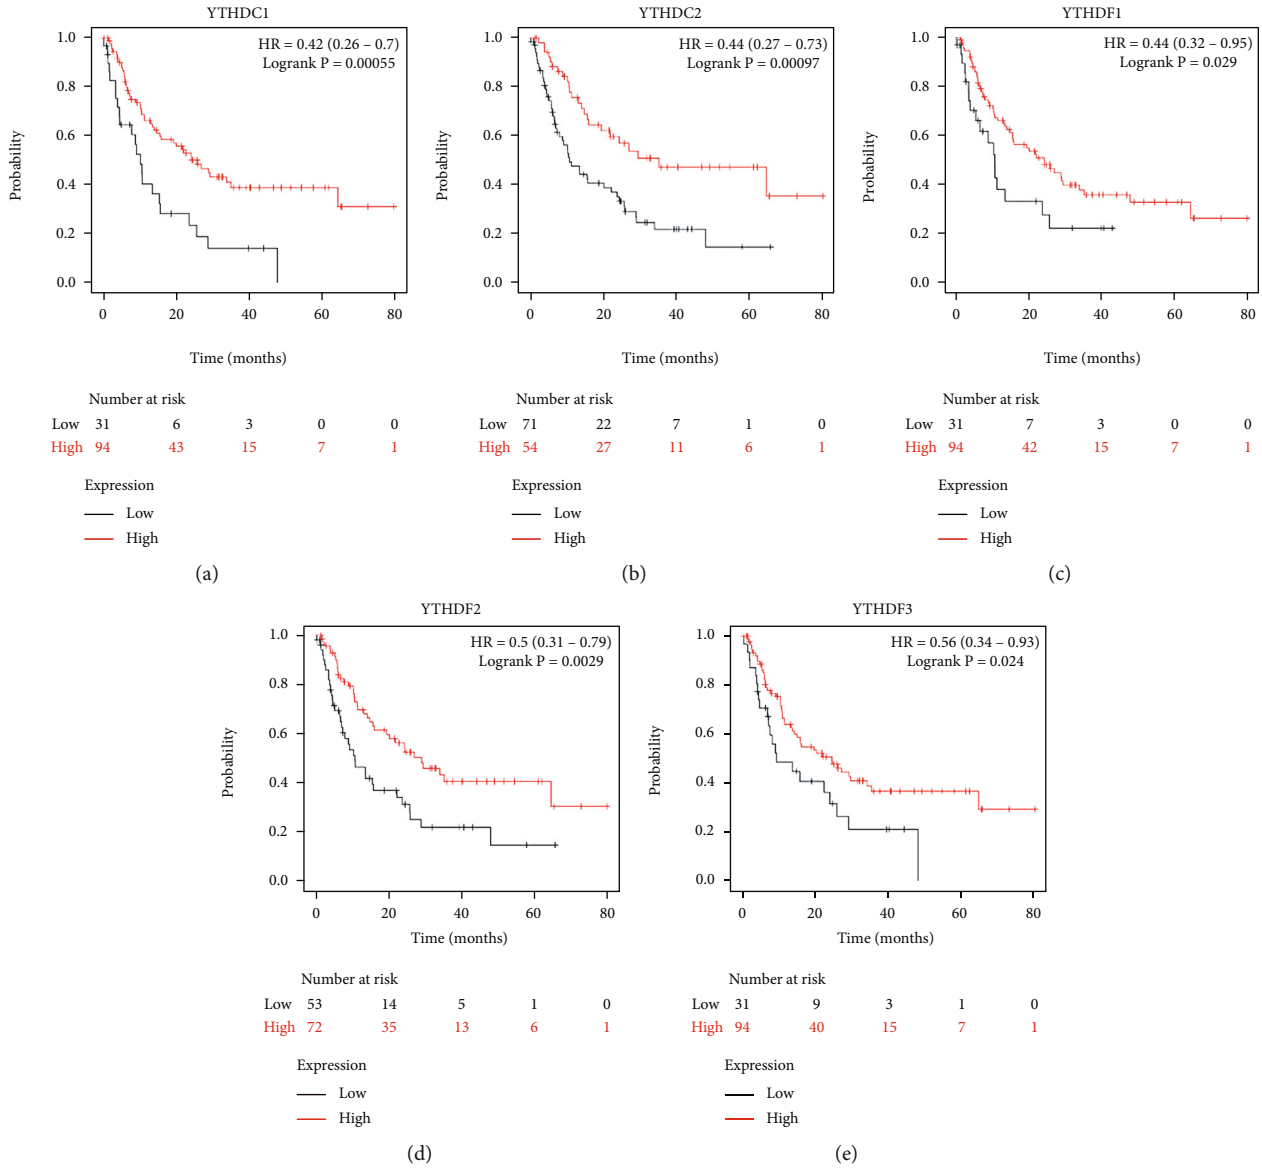 YTHDC1
HR = 0.42 (0.26 – 0.7)
Logrank P = 0.00055
Probability
1.0
0.8
0.6
0.4
0.2
0.0
0 20 40 60 80
Time (months)
Number at risk
Low 31 6 3 0 0
High 94 43 15 7 1
Expression
Low
High
(a)
YTHDC2
HR = 0.44 (0.27 – 0.73)
Logrank P = 0.00097
Probability
1.0
0.8
0.6
0.4
0.2
0.0
0 20 40 60 80
Time (months)
Number at risk
Low 71 22 7 1 0
High 54 27 11 6 1
Expression
Low
High
(b)
YTHDF1
HR = 0.44 (0.32 – 0.95)
Logrank P = 0.029
Probability
1.0
0.8
0.6
0.4
0.2
0.0
0 20 40 60 80
Time (months)
Number at risk
Low 31 7 3 0 0
High 94 42 15 7 1
Expression
Low
High
(c)
YTHDF2
HR = 0.5 (0.31 – 0.79)
Logrank P = 0.0029
Probability
1.0
0.8
0.6
0.4
0.2
0.0
0 20 40 60 80
Time (months)
Number at risk
Low 53 14 5 1 0
High 72 35 13 6 1
Expression
Low
High
(d)
YTHDF3
HR = 0.56 (0.34 – 0.93)
Logrank P = 0.024
Probability
1.0
0.8
0.6
0.4
0.2
0.0
0 20 40 60 80
Time (months)
Number at risk
Low 31 9 3 1 0
High 94 40 15 7 1
Expression
Low
High
(e)